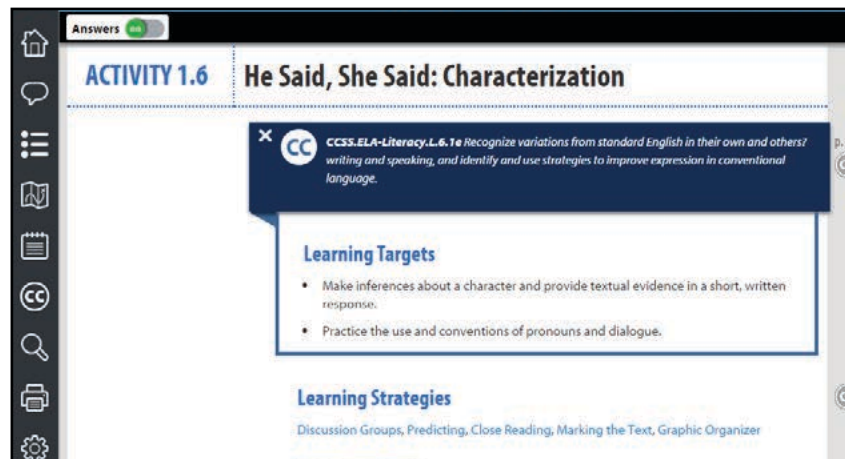 Answers on
ACTIVITY 1.6 He Said, She Said: Characterization
CC CCSS.ELA-Literacy.L.6.1e Recognize variations from standard English in their own and others?
writing and speaking, and identify and use strategies to improve expression in conventional
language.
p.
Learning Targets
• Make inferences about a character and provide textual evidence in a short, written
response.
• Practice the use and conventions of pronouns and dialogue.
CC
Learning Strategies
Discussion Groups, Predicting, Close Reading, Marking the Text, Graphic Organizer